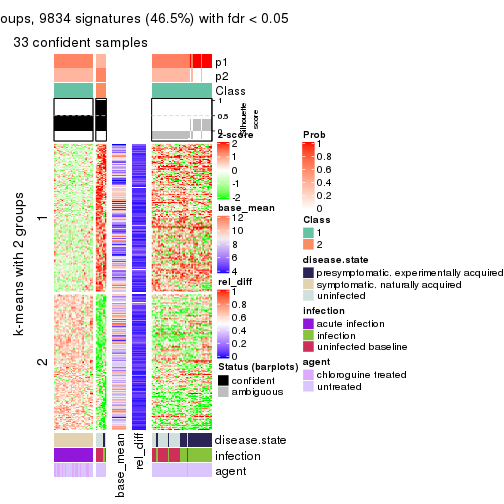 oups, 9834 signatures (46.5%) with fdr < 0.05
33 confident samples
p1
p2
Class
1
0.5
0
Silhouette
score
k-means with 2 groups
1
2
z-score
2
1
0
-1
-2
base_mean
12
10
8
6
4
rel_diff
1
0.8
0.6
0.4
0.2
0
Status (barplots)
confident
ambiguous
Prob
1
0.8
0.6
0.4
0.2
0
Class
1
2
disease.state
presymptomatic. experimentally acquired
symptomatic, naturally acquired
uninfected
infection
acute infection
infection
uninfected baseline
agent
chloroguine treated
untreated
base_mean
rel_diff
disease.state
infection
agent